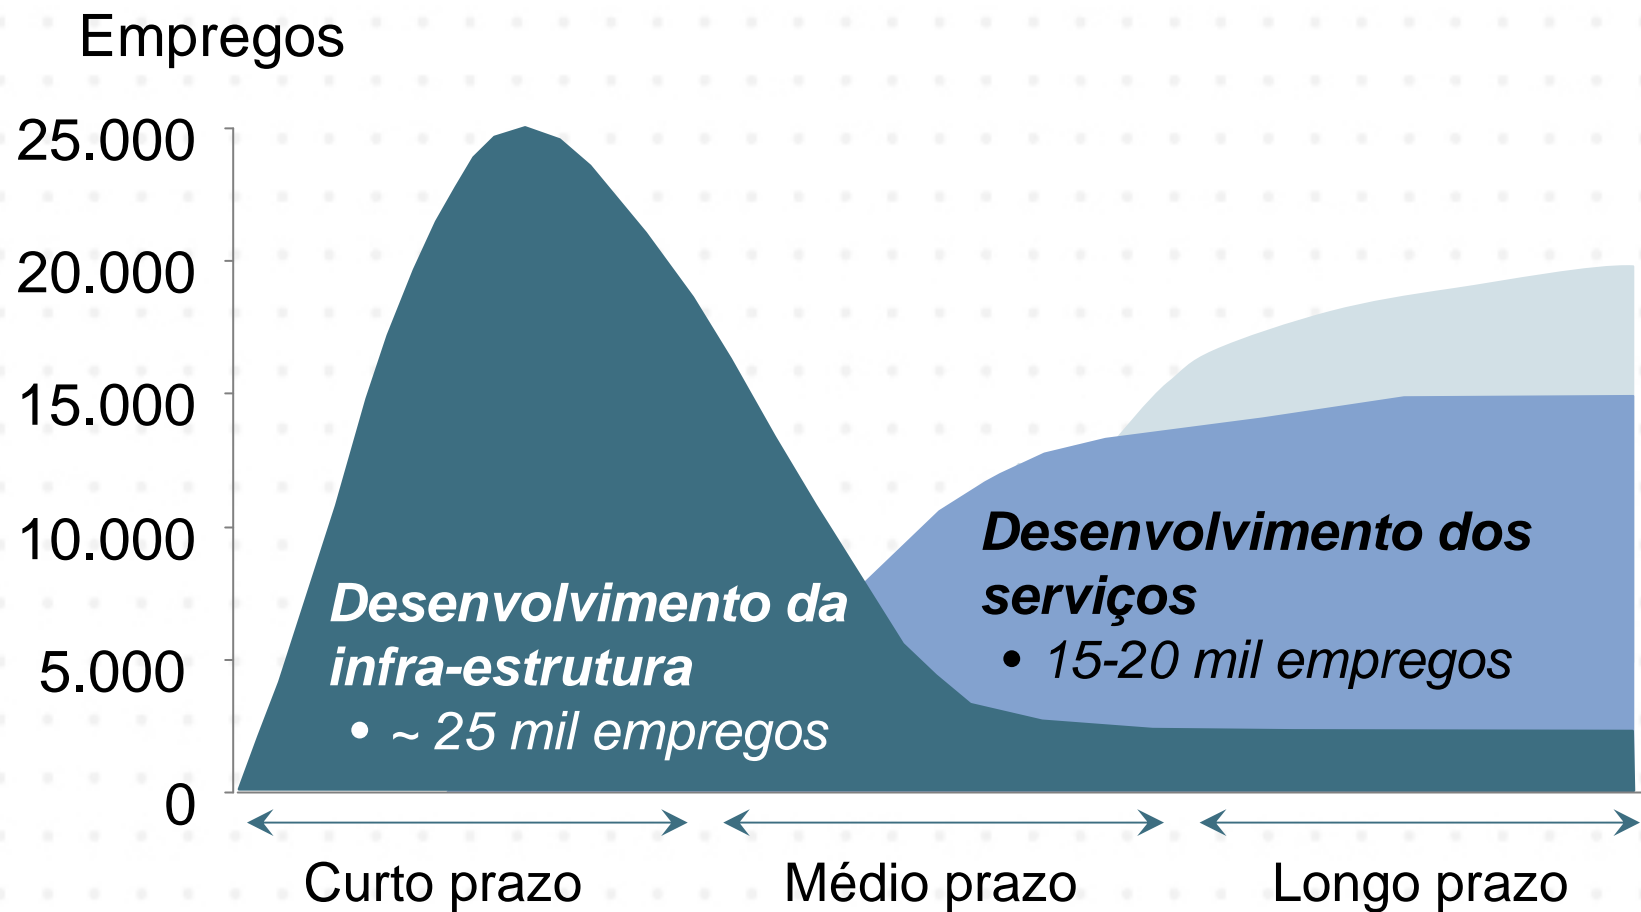 Empregos
25.000
20.000
15.000
10.000
5.000
0
Desenvolvimento da
infra-estrutura
• ~ 25 mil empregos
Desenvolvimento dos
serviços
• 15-20 mil empregos
Curto prazo
Médio prazo
Longo prazo